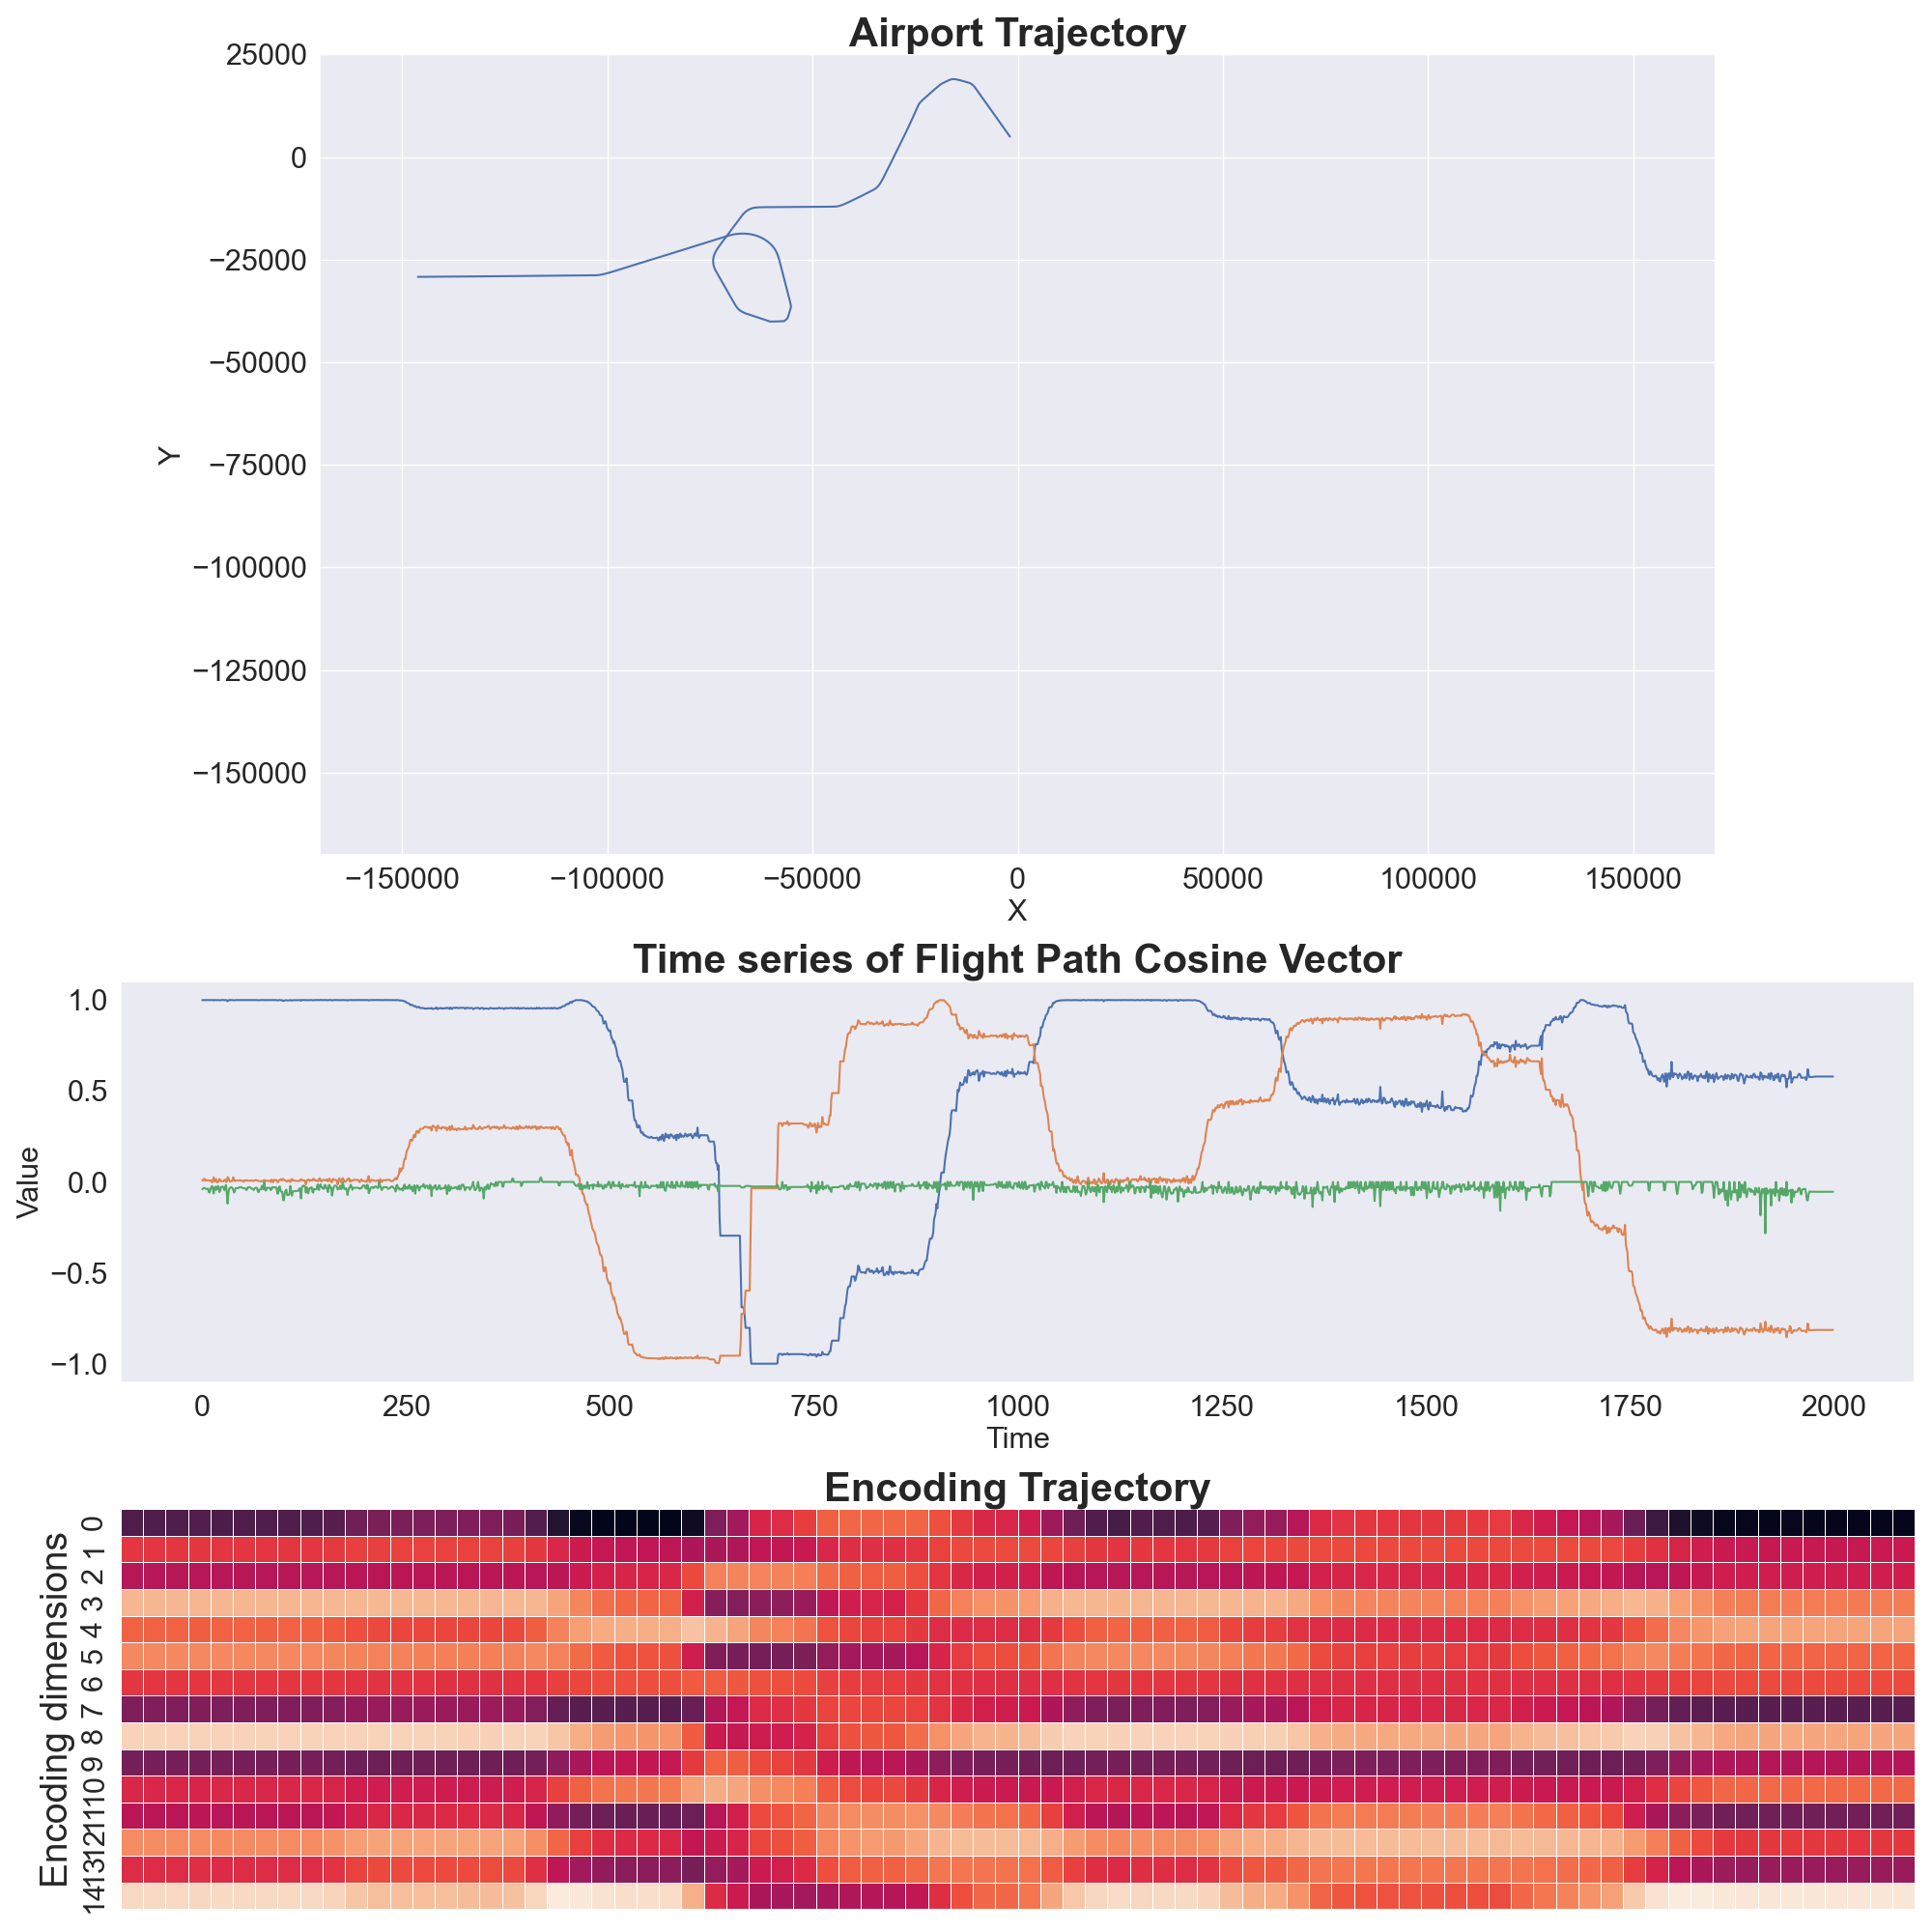 Airport Trajectory
25000
0
−25000
−50000
−75000
−100000
−125000
−150000
Y
−150000 −100000 −50000 0 50000 100000 150000
X
Time series of Flight Path Cosine Vector
1.0
0.5
0.0
−0.5
−1.0
Value
0 250 500 750 1000 1250 1500 1750 2000
Time
Encoding Trajectory
Encoding dimensions
0
1
2
3
4
5
6
7
8
9
10
11
12
13
14